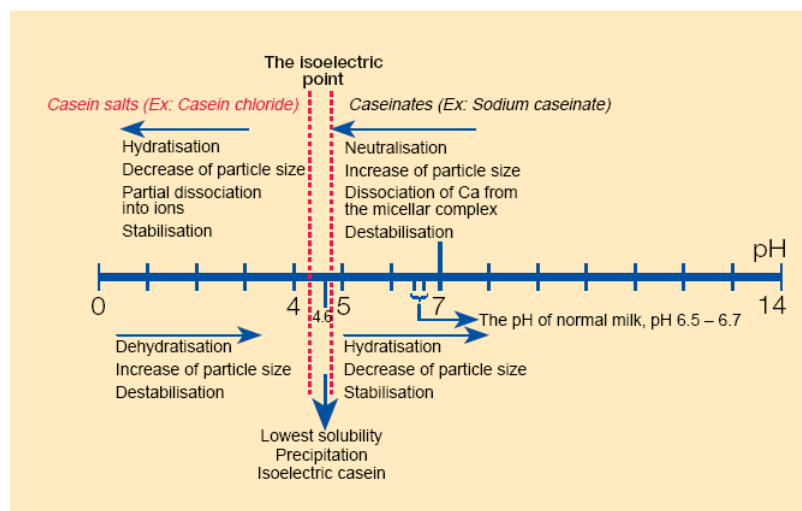 The isoelectric
point
Casein salts (Ex: Casein chloride)
Caseinates (Ex: Sodium caseinate)
Hydratisation
Decrease of particle size
Partial dissociation
into ions
Stabilisation
Neutralisation
Increase of particle size
Dissociation of Ca from
the micellar complex
Destabilisation
pH
0
4
4.6
5
7
14
The pH of normal milk, pH 6.5 – 6.7
Dehydratisation
Increase of particle size
Destabilisation
Hydratisation
Decrease of particle size
Stabilisation
Lowest solubility
Precipitation
Isoelectric casein